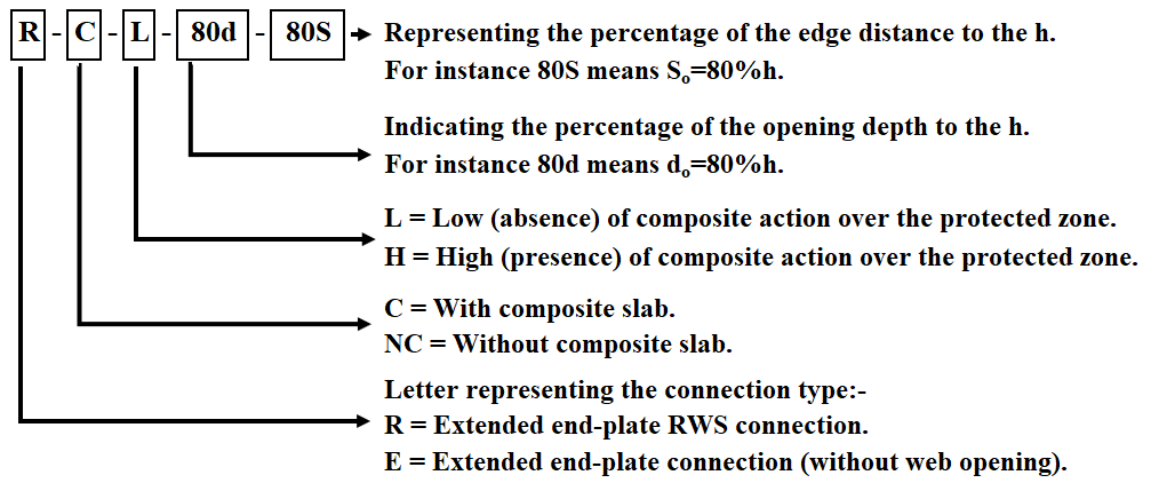 R - C - L - 80d - 80S Representing the percentage of the edge distance to the h.
For instance 80S means Sₒ=80%h.
Indicating the percentage of the opening depth to the h.
For instance 80d means dₒ=80%h.
L = Low (absence) of composite action over the protected zone.
H = High (presence) of composite action over the protected zone.
C = With composite slab.
NC = Without composite slab.
Letter representing the connection type:-
R = Extended end-plate RWS connection.
E = Extended end-plate connection (without web opening).